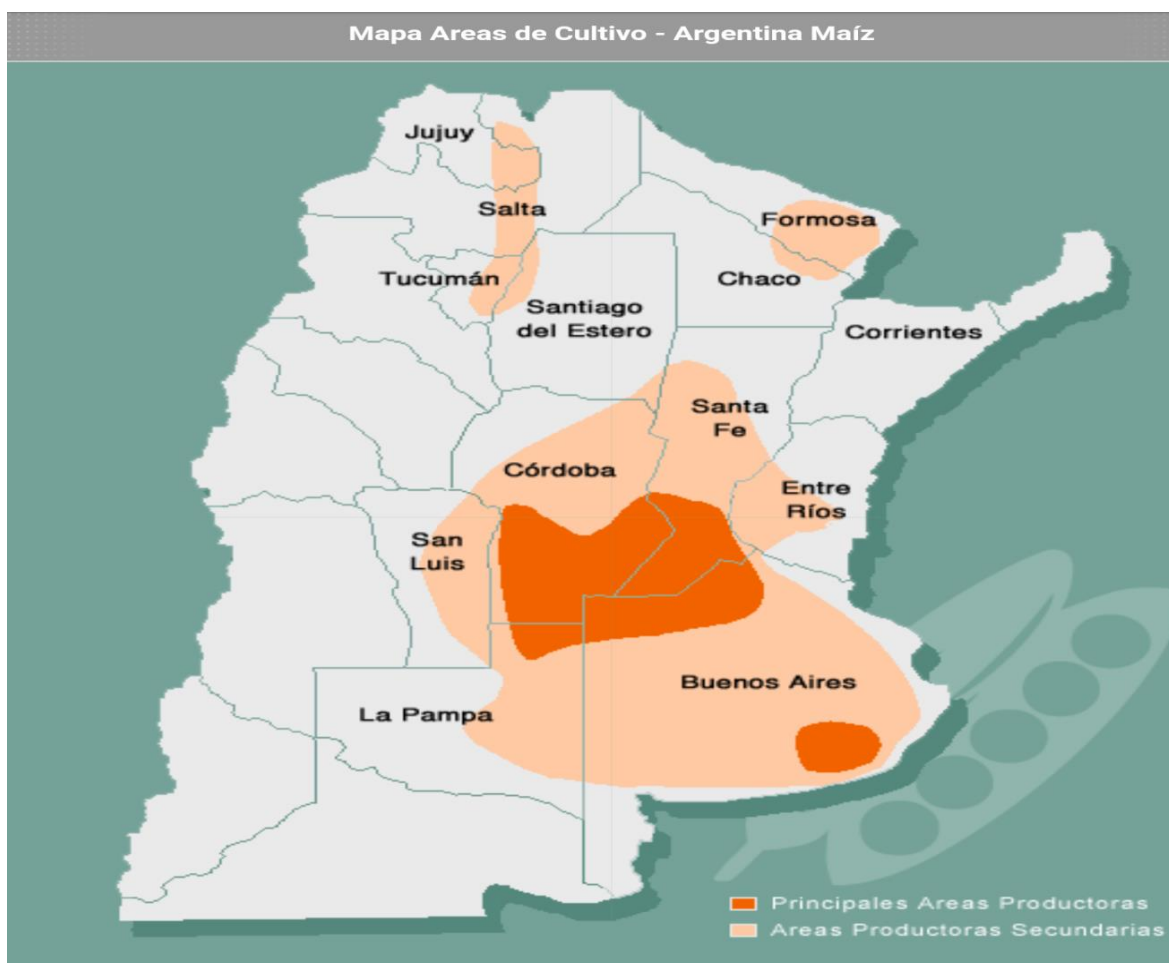 Mapa Areas de Cultivo - Argentina Maíz
Jujuy
Salta
Formosa
Tucumán
Chaco
Santiago
del Estero
Corrientes
Santa
Fe
Córdoba
Entre
Ríos
San
Luis
Buenos Aires
La Pampa
Principales Areas Productoras
Areas Productoras Secundarias